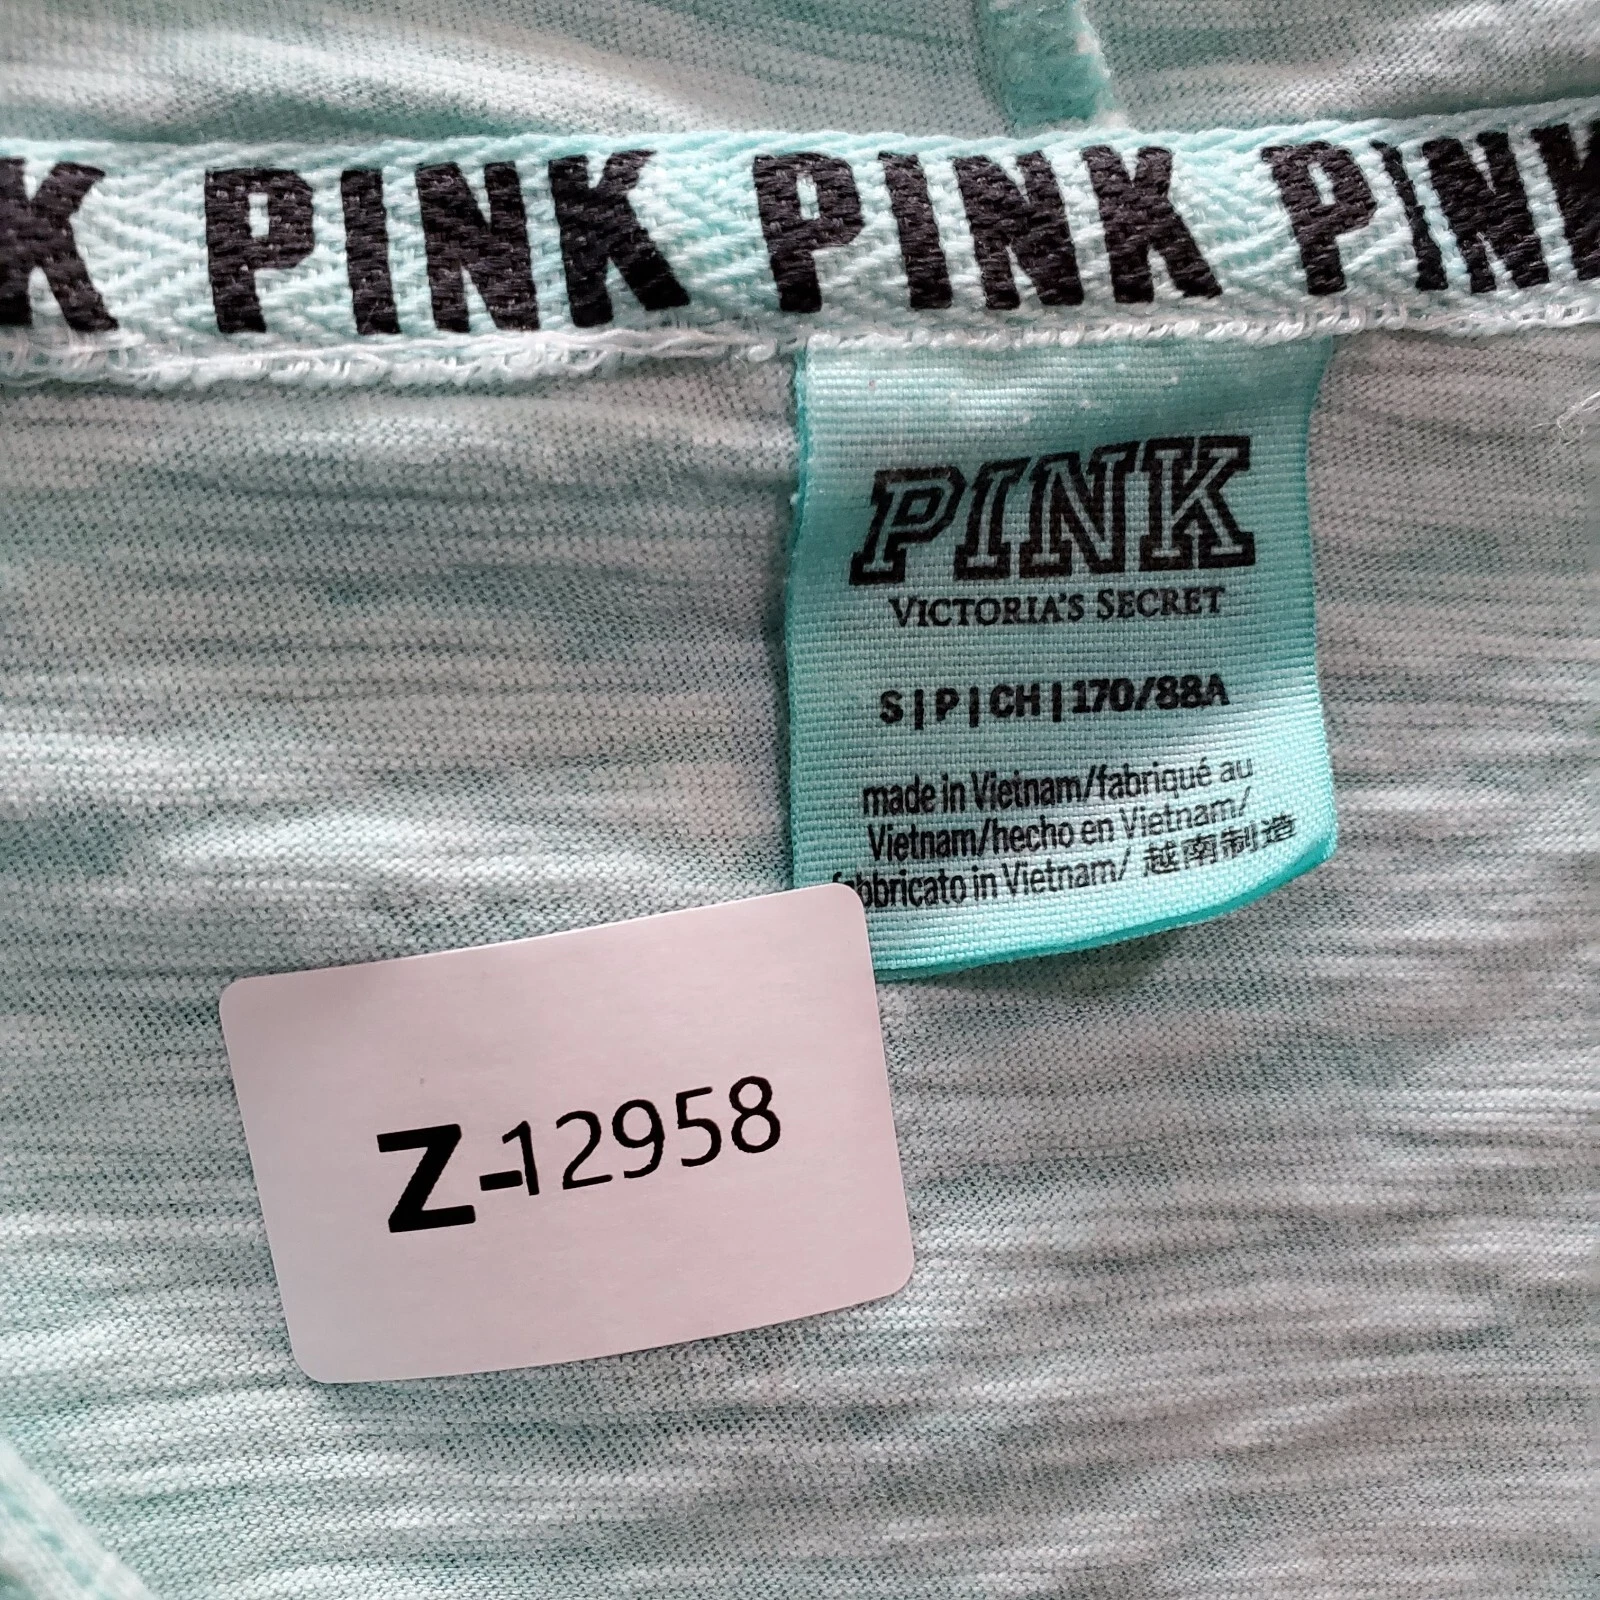 K PINK PINK PINK
PINK
VICTORIA'S SECRET
S | P | CH | 170/88A
made in Vietnam/fabriqué au
Vietnam/hecho en Vietnam/
fabbricato in Vietnam/ 越南制造
Z-12958